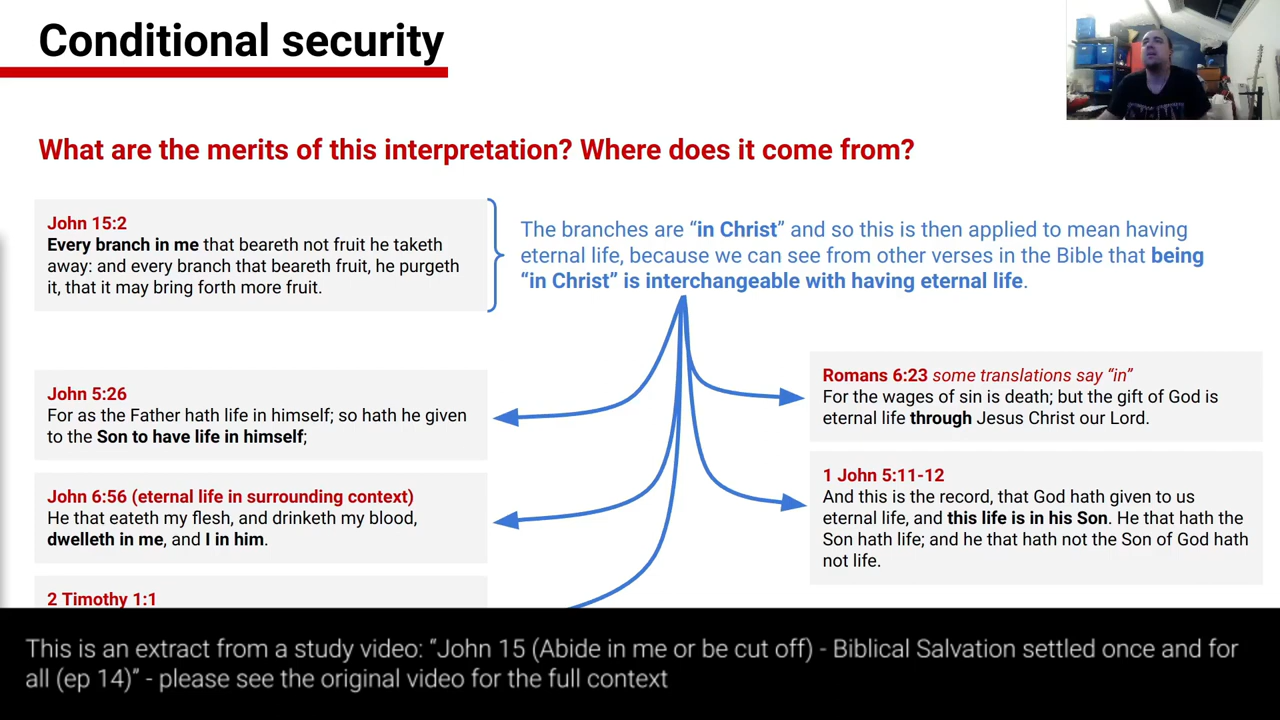 Conditional security
What are the merits of this interpretation? Where does it come from?
John 15:2
Every branch in me that beareth not fruit he taketh
away: and every branch that beareth fruit, he purgeth
it, that it may bring forth more fruit.
The branches are “in Christ” and so this is then applied to mean having
eternal life, because we can see from other verses in the Bible that being
“in Christ” is interchangeable with having eternal life.
John 5:26
For as the Father hath life in himself; so hath he given
to the Son to have life in himself;
John 6:56 (eternal life in surrounding context)
He that eateth my flesh, and drinketh my blood,
dwelleth in me, and I in him.
2 Timothy 1:1
Romans 6:23 some translations say “in”
For the wages of sin is death; but the gift of God is
eternal life through Jesus Christ our Lord.
1 John 5:11-12
And this is the record, that God hath given to us
eternal life, and this life is in his Son. He that hath the
Son hath life; and he that hath not the Son of God hath
not life.
This is an extract from a study video: “John 15 (Abide in me or be cut off) - Biblical Salvation settled once and for
all (ep 14)” - please see the original video for the full context